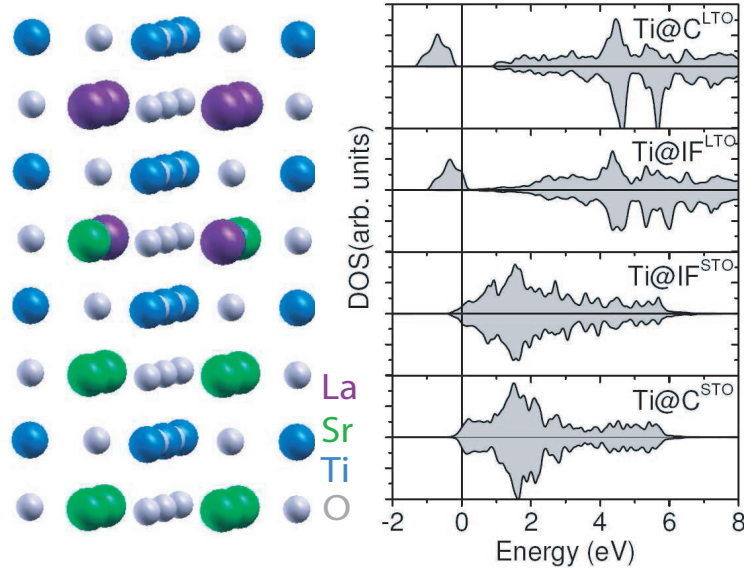 La
Sr
Ti
O
DOS(arb. units)
Ti@C^LTO
Ti@IF^LTO
Ti@IF^STO
Ti@C^STO
-2 0 2 4 6 8
Energy (eV)